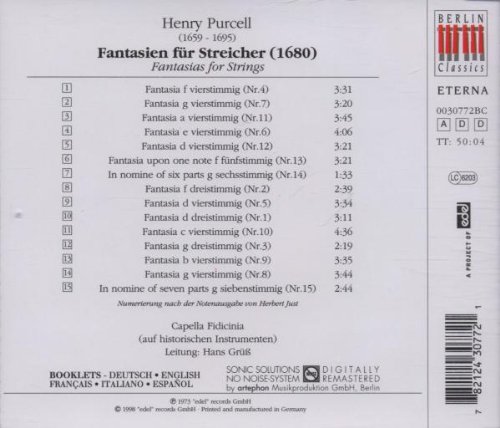 Henry Purcell
(1659 - 1695)
Fantasien für Streicher (1680)
Fantasias for Strings
1 Fantasia f vierstimmig (Nr.4) 3:31
2 Fantasia g vierstimmig (Nr.7) 3:20
3 Fantasia a vierstimmig (Nr.11) 3:45
4 Fantasia e vierstimmig (Nr.6) 4:06
5 Fantasia d vierstimmig (Nr.12) 3:21
6 Fantasia upon one note f fünfstimmig (Nr.13) 3:21
7 In nomine of six parts g sechsstimmig (Nr.14) 1:33
8 Fantasia f dreistimmig (Nr.2) 2:39
9 Fantasia d vierstimmig (Nr.5) 3:34
10 Fantasia d dreistimmig (Nr.1) 3:11
11 Fantasia c vierstimmig (Nr.10) 4:36
12 Fantasia g dreistimmig (Nr.3) 2:19
13 Fantasia b vierstimmig (Nr.9) 3:35
14 Fantasia g vierstimmig (Nr.8) 3:44
15 In nomine of seven parts g siebenstimmig (Nr.15) 2:44
Numerierung nach der Notenausgabe von Herbert Just
Capella Fidicinia
(auf historischen Instrumenten)
Leitung: Hans Grüß
BOOKLETS - DEUTSCH • ENGLISH
FRANÇAIS • ITALIANO • ESPAÑOL
SONIC SOLUTIONS
NO NOISE-SYSTEM
DIGITALLY
REMASTERED
by artephon Musikproduktion GmbH, Berlin
℗ 1973 "edel" records GmbH
© 1998 "edel" records GmbH · Printed and manufactured in Germany
BERLIN
Classics
ETERNA
0030772BC
A D D
TT: 50:04
LC 6203
A PROJECT OF edel
7 82124 30772 1